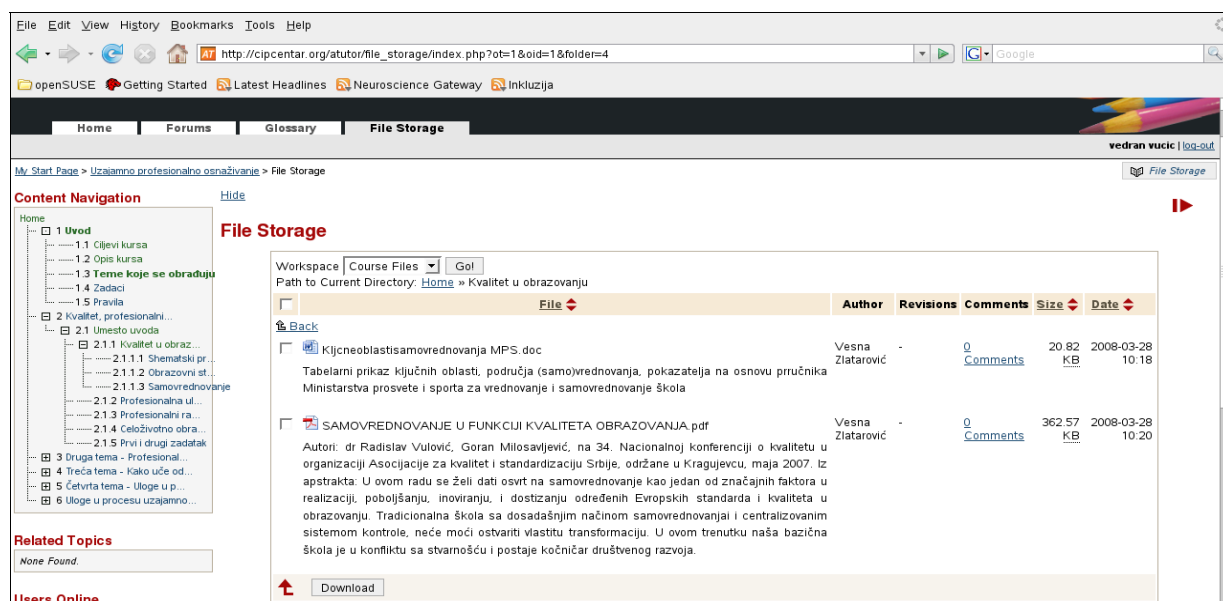 File Edit View History Bookmarks Tools Help
http://cipcentar.org/atutor/file_storage/index.php?ot=1&oid=1&folder=4
G Google
openSUSE Getting Started Latest Headlines Neuroscience Gateway Inkluzija
Home Forums Glossary File Storage
vedran vucic | log-out
My Start Page > Uzajamno profesionalno osnaživanje > File Storage
File Storage
Content Navigation
Hide
Home
1 Uvod
1.1 Ciljevi kursa
1.2 Opis kursa
1.3 Teme koje se obrađuju
1.4 Zadaci
1.5 Pravila
2 Kvalitet, profesionalni...
2.1 Umesto uvoda
2.1.1 Kvalitet u obraz...
2.1.1.1 Shematski pr...
2.1.1.2 Obrazovni st...
2.1.1.3 Samovrednovanje
2.1.2 Profesionalna ul...
2.1.3 Profesionalni ra...
2.1.4 Celoživotno obra...
2.1.5 Prvi i drugi zadatak
3 Druga tema - Profesional...
4 Treća tema - Kako uče od...
5 Četvrta tema - Uloge u p...
6 Uloge u procesu uzajamno...
Related Topics
None Found.
Users Online
File Storage
Workspace Course Files Go!
Path to Current Directory: Home » Kvalitet u obrazovanju
File Author Revisions Comments Size Date
Back
Kljcneoblastisamovrednovanja MPS.doc Vesna - 0 20.82 2008-03-28
Zlatarović Comments KB 10:18
Tabelarni prikaz ključnih oblasti, područja (samo)vrednovanja, pokazatelja na osnovu prručnika
Ministarstva prosvete i sporta za vrednovanje i samovrednovanje škola
SAMOVREDNOVANJE U FUNKCIJI KVALITETA OBRAZOVANJA.pdf Vesna - 0 362.57 2008-03-28
Zlatarović Comments KB 10:20
Autori: dr Radislav Vulović, Goran Milosavljević, na 34. Nacionalnoj konferenciji o kvalitetu u
organizaciji Asocijacije za kvalitet i standardizaciju Srbije, održane u Kragujevcu, maja 2007. Iz
apstrakta: U ovom radu se želi dati osvrt na samovrednovanje kao jedan od značajnih faktora u
realizaciji, poboljšanju, inoviranju, i dostizanju određenih Evropskih standarda i kvaliteta u
obrazovanju. Tradicionalna škola sa dosadašnjim načinom samovrednovanjai i centralizovanim
sistemom kontrole, neće moći ostvariti vlastitu transformaciju. U ovom trenutku naša bazična
škola je u konfliktu sa stvarnošću i postaje kočničar društvenog razvoja.
Download